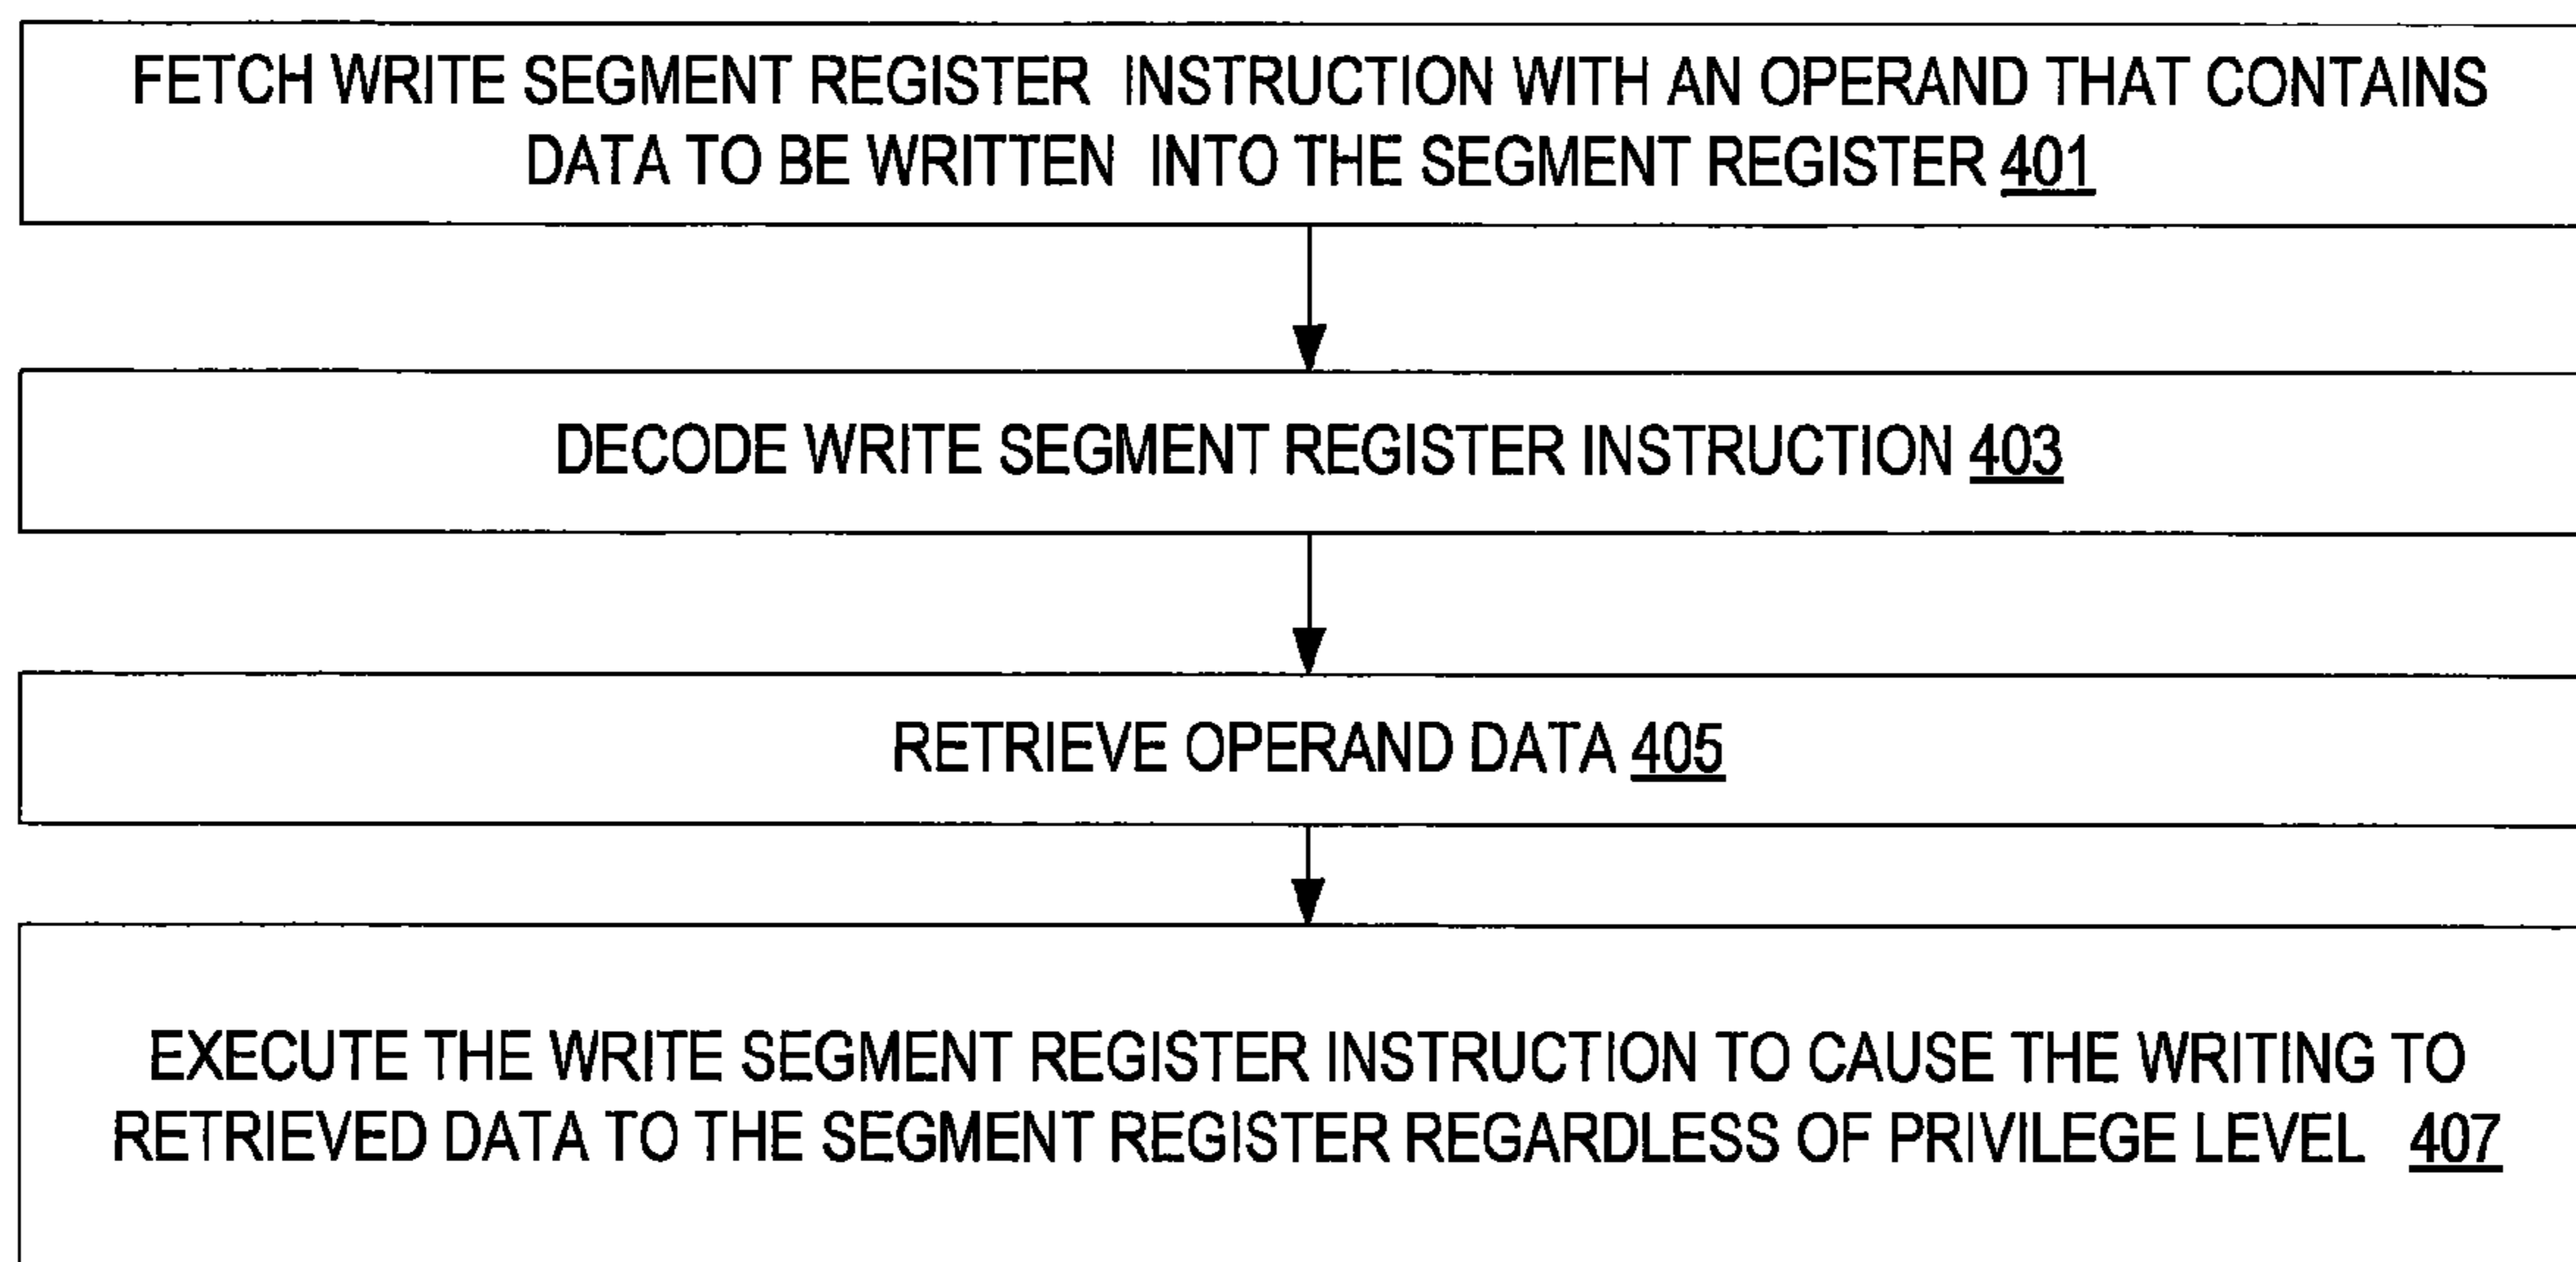 FETCH WRITE SEGMENT REGISTER INSTRUCTION WITH AN OPERAND THAT CONTAINS
DATA TO BE WRITTEN INTO THE SEGMENT REGISTER 401
DECODE WRITE SEGMENT REGISTER INSTRUCTION 403
RETRIEVE OPERAND DATA 405
EXECUTE THE WRITE SEGMENT REGISTER INSTRUCTION TO CAUSE THE WRITING TO
RETRIEVED DATA TO THE SEGMENT REGISTER REGARDLESS OF PRIVILEGE LEVEL 407